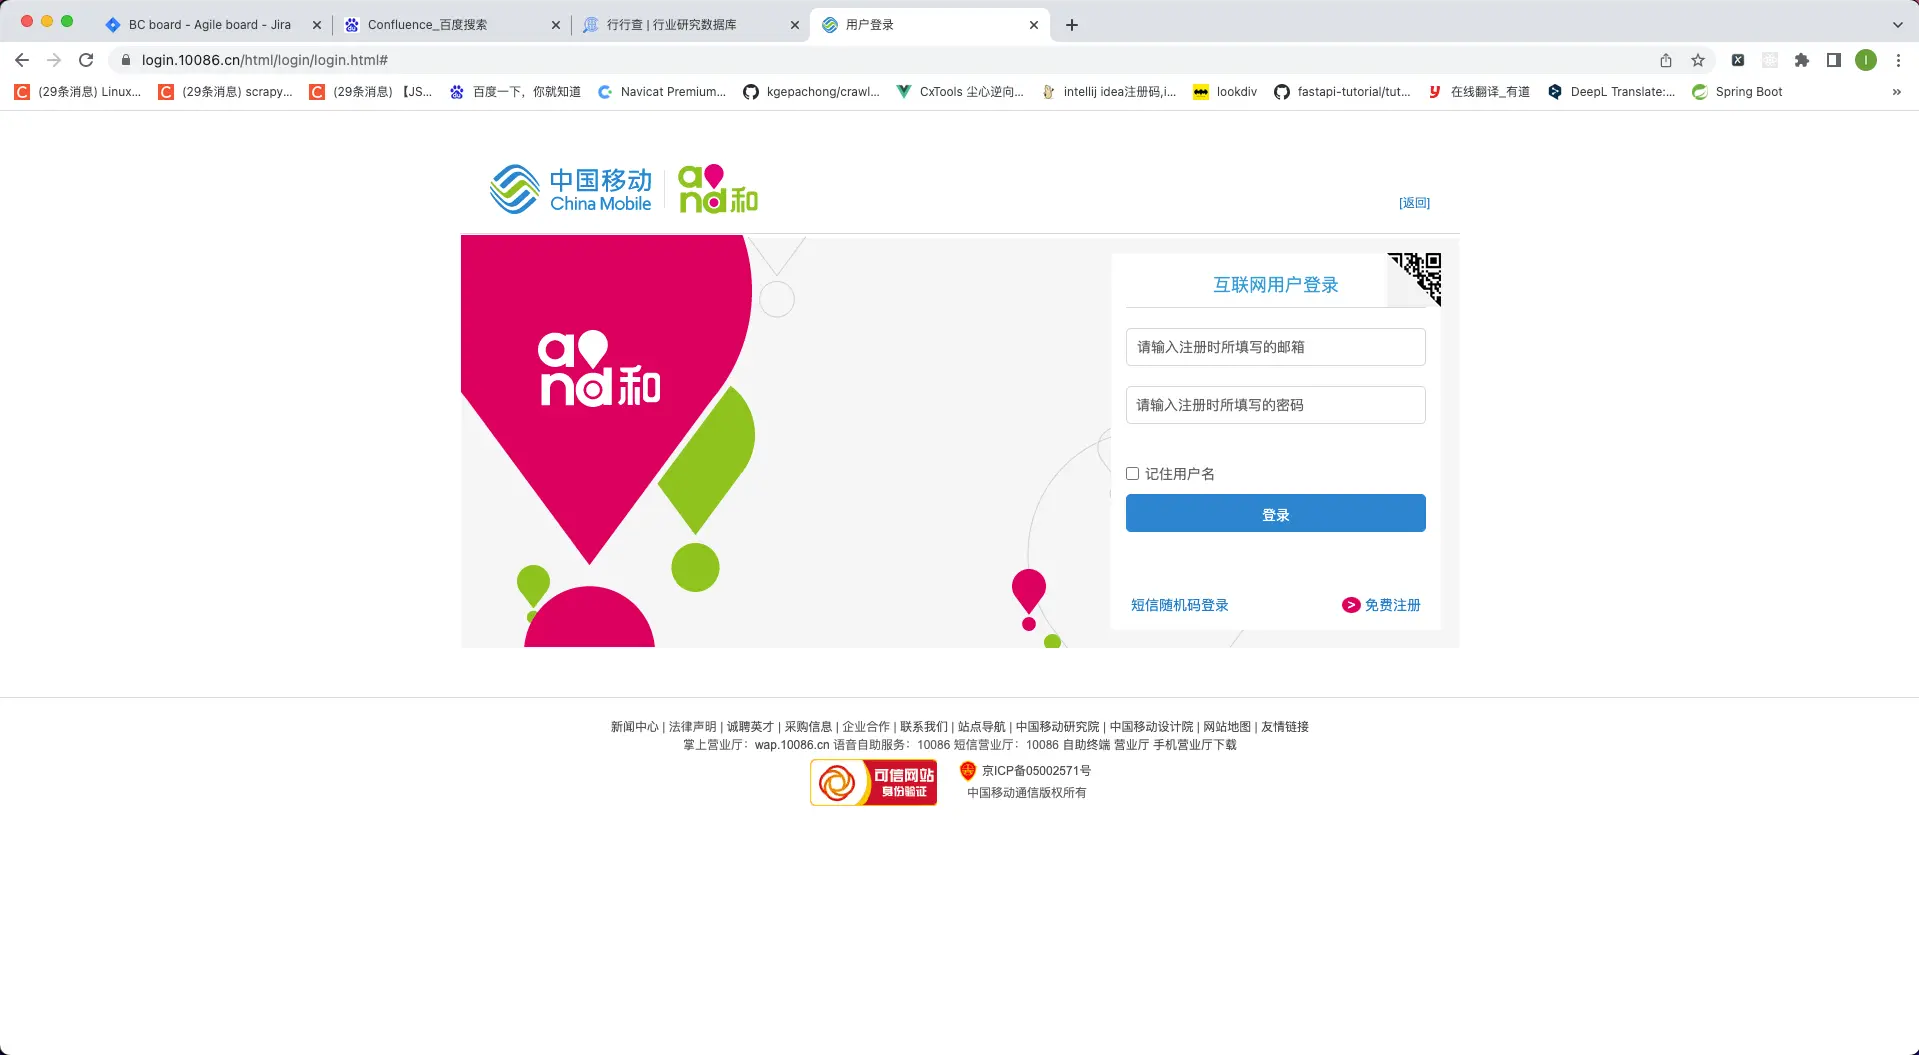 BC board - Agile board - Jira
Confluence_百度搜索
行行查 | 行业研究数据库
用户登录
login.10086.cn/html/login/login.html#
I
(29条消息) Linux...
(29条消息) scrapy...
(29条消息) 【JS...
百度一下，你就知道
Navicat Premium...
kgepachong/crawl...
CxTools 尘心逆向...
intellij idea注册码,i...
lookdiv
fastapi-tutorial/tut...
在线翻译_有道
DeepL Translate:...
Spring Boot
中国移动
China Mobile
and和
[返回]
and和
互联网用户登录
请输入注册时所填写的邮箱
请输入注册时所填写的密码
记住用户名
登录
短信随机码登录
免费注册
新闻中心 | 法律声明 | 诚聘英才 | 采购信息 | 企业合作 | 联系我们 | 站点导航 | 中国移动研究院 | 中国移动设计院 | 网站地图 | 友情链接
掌上营业厅：wap.10086.cn 语音自助服务：10086 短信营业厅：10086 自助终端 营业厅 手机营业厅下载
可信网站
身份验证
京ICP备05002571号
中国移动通信版权所有